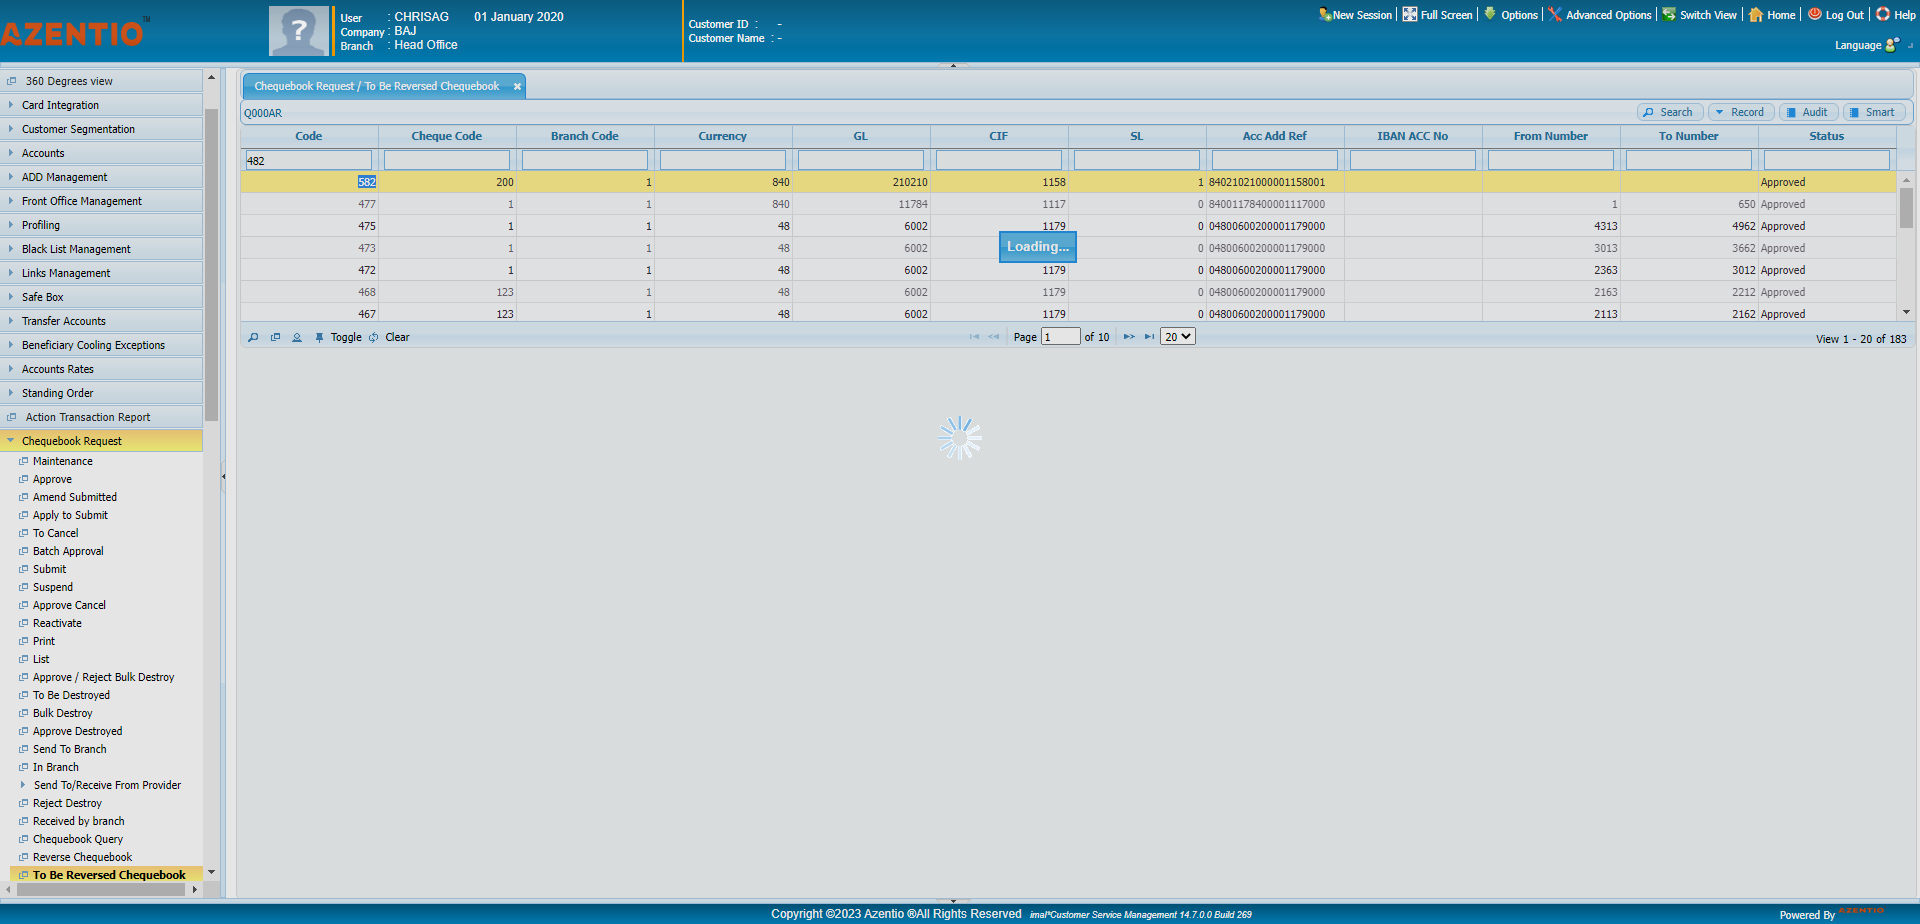 AZENTIO™
User : CHRISAG 01 January 2020
Company : BAJ
Branch : Head Office
Customer ID : -
Customer Name : -
New Session | Full Screen | Options | Advanced Options | Switch View | Home | Log Out | Help
Language
360 Degrees view
Card Integration
Customer Segmentation
Accounts
ADD Management
Front Office Management
Profiling
Black List Management
Links Management
Safe Box
Transfer Accounts
Beneficiary Cooling Exceptions
Accounts Rates
Standing Order
Action Transaction Report
Chequebook Request
Maintenance
Approve
Amend Submitted
Apply to Submit
To Cancel
Batch Approval
Submit
Suspend
Approve Cancel
Reactivate
Print
List
Approve / Reject Bulk Destroy
To Be Destroyed
Bulk Destroy
Approve Destroyed
Send To Branch
In Branch
Send To/Receive From Provider
Reject Destroy
Received by branch
Chequebook Query
Reverse Chequebook
To Be Reversed Chequebook
Chequebook Request / To Be Reversed Chequebook
Q000AR
Search Record Audit Smart
Code Cheque Code Branch Code Currency GL CIF SL Acc Add Ref IBAN ACC No From Number To Number Status
482
582 200 1 840 210210 1158 1 84021021000001158001 Approved
477 1 1 840 11784 1117 0 84001178400001117000 1 650 Approved
475 1 1 48 6002 1179 0 04800600200001179000 4313 4962 Approved
473 1 1 48 6002 0 04800600200001179000 3013 3662 Approved
Loading...
472 1 1 48 6002 1179 0 04800600200001179000 2363 3012 Approved
468 123 1 48 6002 1179 0 04800600200001179000 2163 2212 Approved
467 123 1 48 6002 1179 0 04800600200001179000 2113 2162 Approved
Toggle Clear Page 1 of 10 20 View 1 - 20 of 183
Copyright ©2023 Azentio ®All Rights Reserved imal®Customer Service Management 14.7.0.0 Build 269
Powered By AZENTIO